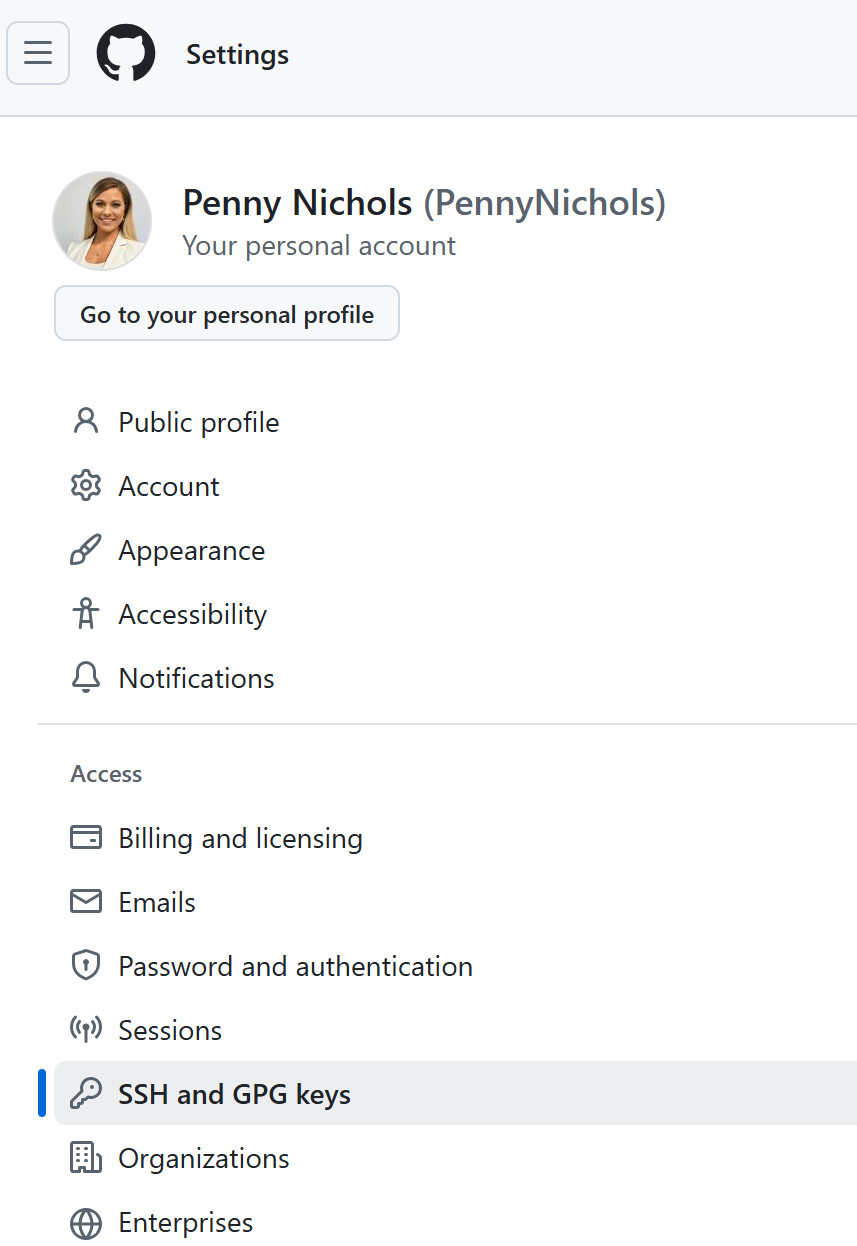 Settings
Penny Nichols (PennyNichols)
Your personal account
Go to your personal profile
Public profile
Account
Appearance
Accessibility
Notifications
Access
Billing and licensing
Emails
Password and authentication
Sessions
SSH and GPG keys
Organizations
Enterprises